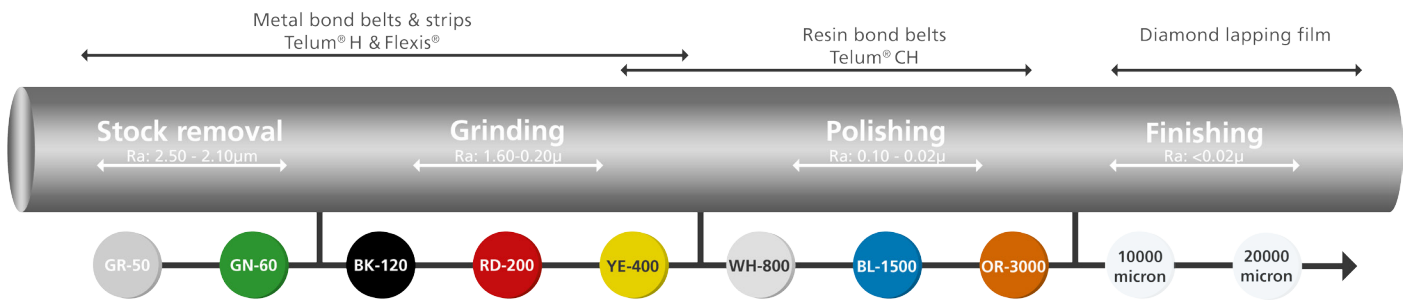 Metal bond belts & strips
Telum® H & Flexis®
Resin bond belts
Telum® CH
Diamond lapping film
Stock removal
Ra: 2.50 - 2.10µm
Grinding
Ra: 1.60-0.20µ
Polishing
Ra: 0.10 - 0.02µ
Finishing
Ra: <0.02µ
GR-50
GN-60
BK-120
RD-200
YE-400
WH-800
BL-1500
OR-3000
10000
micron
20000
micron